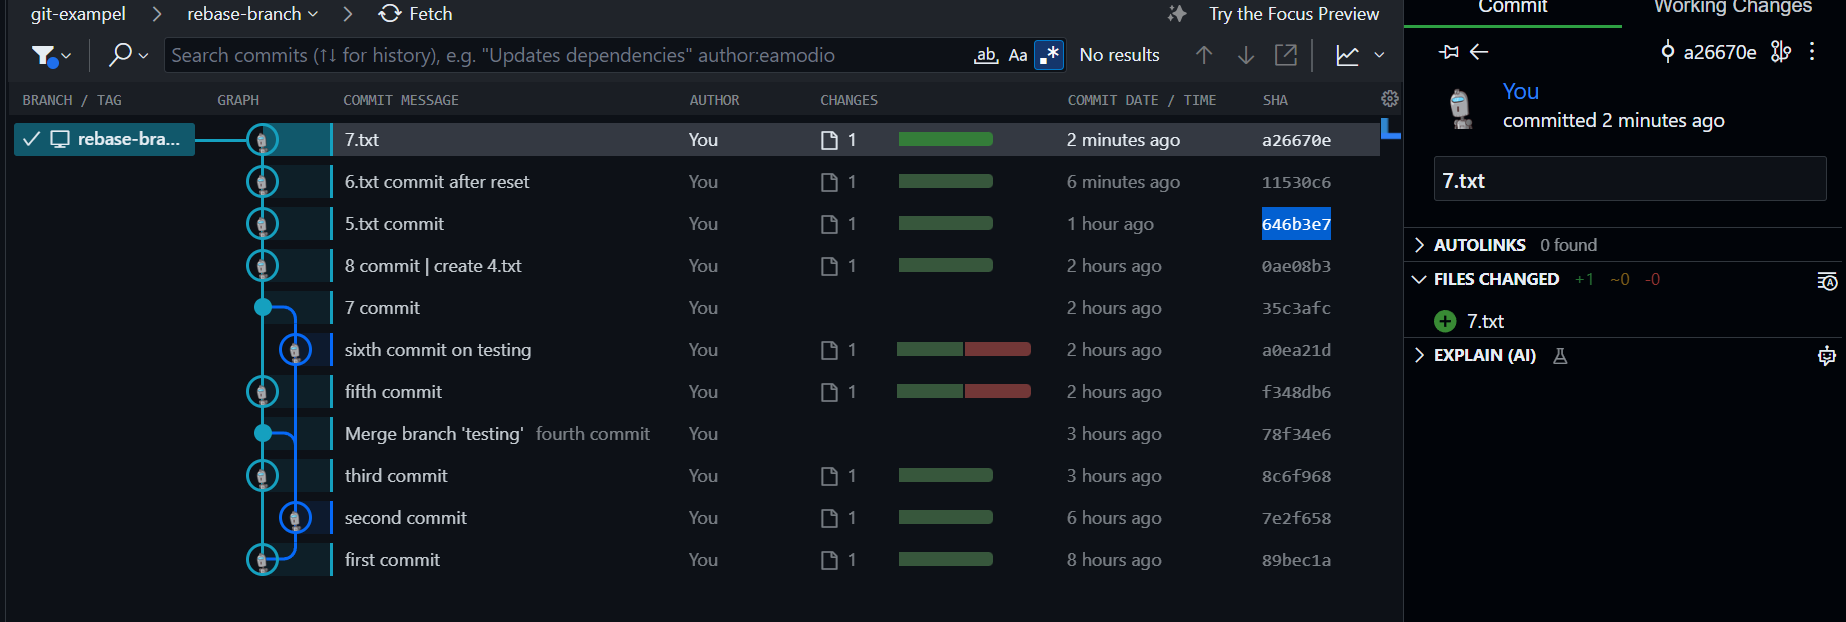 git-exampel > rebase-branch > Fetch
Try the Focus Preview
Search commits (↑↓ for history), e.g. "Updates dependencies" author:eamodio
ab Aa .* No results
BRANCH / TAG GRAPH COMMIT MESSAGE AUTHOR CHANGES COMMIT DATE / TIME SHA
rebase-bra... 7.txt You 1 2 minutes ago a26670e
6.txt commit after reset You 1 6 minutes ago 11530c6
5.txt commit You 1 1 hour ago 646b3e7
8 commit | create 4.txt You 1 2 hours ago 0ae08b3
7 commit You 2 hours ago 35c3afc
sixth commit on testing You 1 2 hours ago a0ea21d
fifth commit You 1 2 hours ago f348db6
Merge branch 'testing' fourth commit You 3 hours ago 78f34e6
third commit You 1 3 hours ago 8c6f968
second commit You 1 6 hours ago 7e2f658
first commit You 1 8 hours ago 89bec1a
Commit Working Changes
a26670e
You
committed 2 minutes ago
7.txt
AUTOLINKS 0 found
FILES CHANGED +1 ~0 -0
7.txt
EXPLAIN (AI)